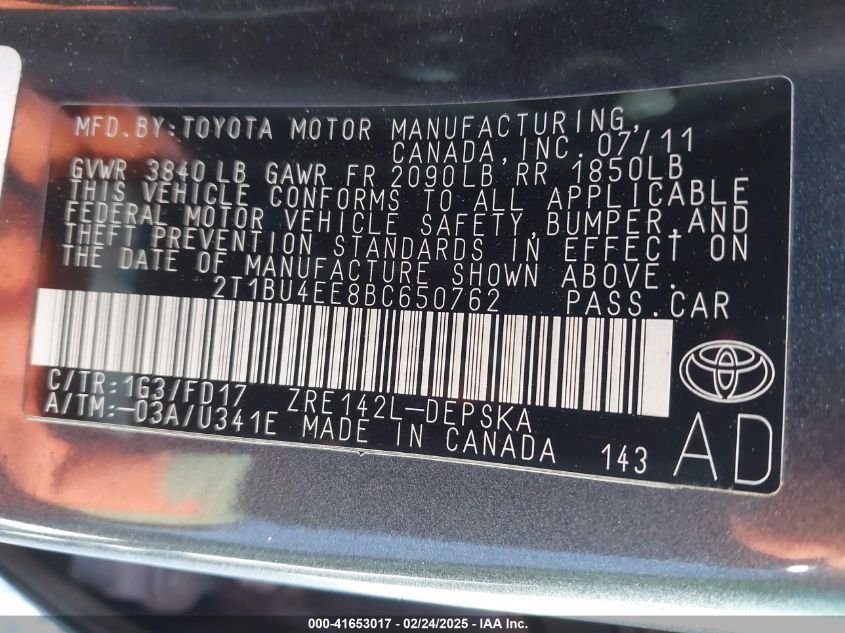 MFD.BY:TOYOTA MOTOR MANUFACTURING,
CANADA,INC. 07/11
GVWR 3840 LB GAWR FR 2090LB RR 1850LB
THIS VEHICLE CONFORMS TO ALL APPLICABLE
FEDERAL MOTOR VEHICLE SAFETY,BUMPER,AND
THEFT PREVENTION STANDARDS IN EFFECT ON
THE DATE OF MANUFACTURE SHOWN ABOVE.
2T1BU4EE8BC650762 PASS.CAR
C/TR:1G3/FD17 ZRE142L-DEPSKA
A/TM:-03A/U341E MADE IN CANADA 143
AD
000-41653017 - 02/24/2025 - IAA Inc.